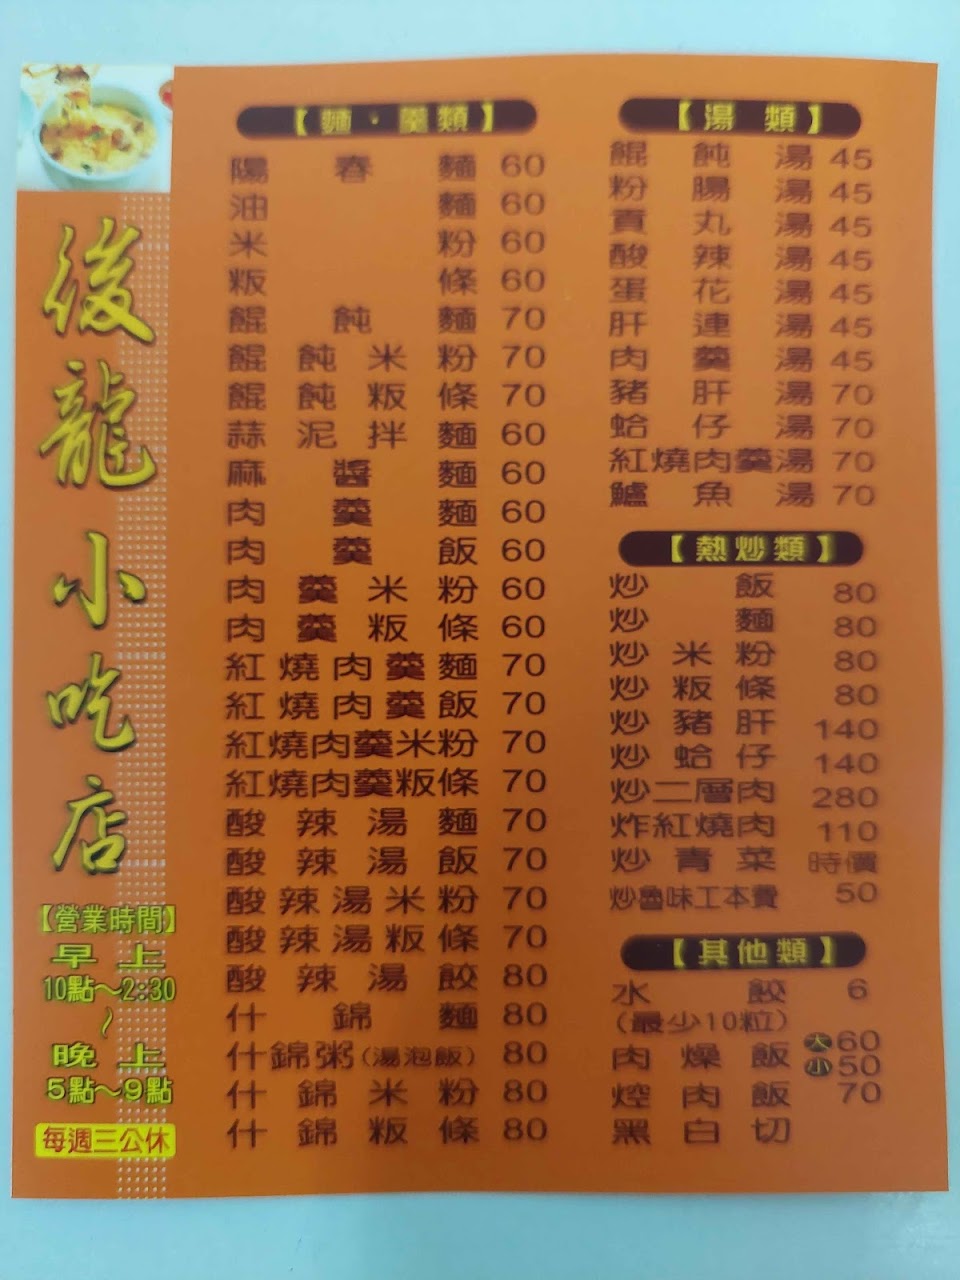 後龍小吃店
【營業時間】
早上
10點～2:30
～
晚上
5點～9點
每週三公休
【麵·羹類】
陽春麵 60
油麵 60
米粉 60
粄條 60
餛飩麵 70
餛飩米粉 70
餛飩粄條 70
蒜泥拌麵 60
麻醬麵 60
肉羹麵 60
肉羹飯 60
肉羹米粉 60
肉羹粄條 60
紅燒肉羹麵 70
紅燒肉羹飯 70
紅燒肉羹米粉 70
紅燒肉羹粄條 70
酸辣湯麵 70
酸辣湯飯 70
酸辣湯米粉 70
酸辣湯粄條 70
酸辣湯餃 80
什錦麵 80
什錦粥(湯泡飯) 80
什錦米粉 80
什錦粄條 80
【湯類】
餛飩湯 45
粉腸湯 45
貢丸湯 45
酸辣湯 45
蛋花湯 45
肝連湯 45
肉羹湯 45
豬肝湯 70
蛤仔湯 70
紅燒肉羹湯 70
鱸魚湯 70
【熱炒類】
炒飯 80
炒麵 80
炒米粉 80
炒粄條 80
炒豬肝 140
炒蛤仔 140
炒二層肉 280
炸紅燒肉 110
炒青菜 時價
炒魯味工本費 50
【其他類】
水餃 6
(最少10粒)
肉燥飯 大60
小50
焢肉飯 70
黑白切